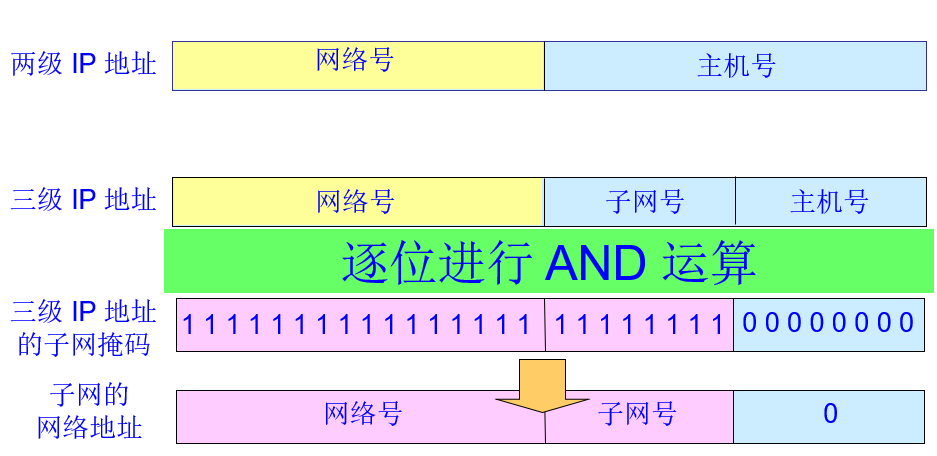 两级 IP 地址 网络号 主机号
三级 IP 地址 网络号 子网号 主机号
逐位进行 AND 运算
三级 IP 地址
的子网掩码
1 1 1 1 1 1 1 1 1 1 1 1 1 1 1 1 1 1 1 1 1 1 1 1 0 0 0 0 0 0 0 0
子网的
网络地址
网络号 子网号 0